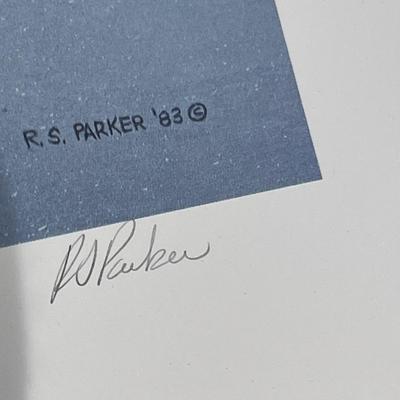 R. S. PARKER '83 ©
RS Parker